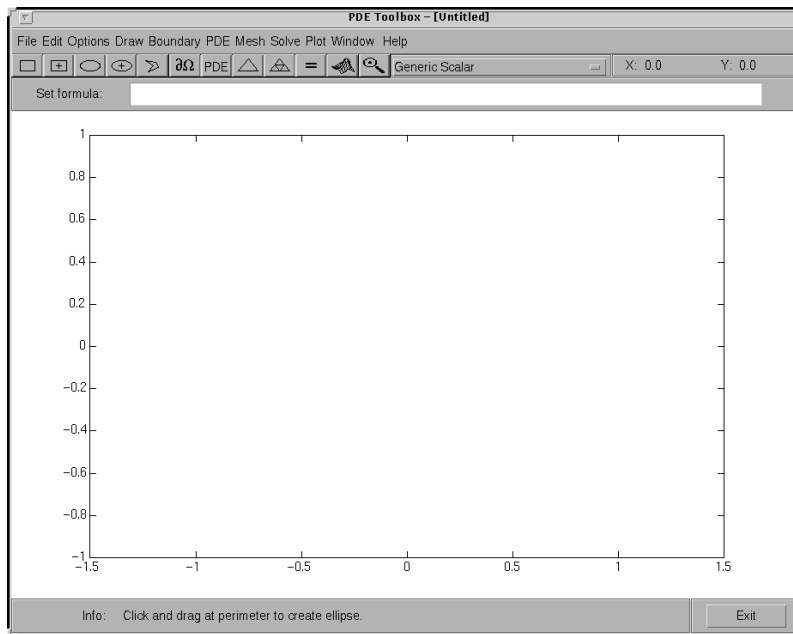 PDE Toolbox – [Untitled]
File Edit Options Draw Boundary PDE Mesh Solve Plot Window Help
∂Ω PDE = Generic Scalar X: 0.0 Y: 0.0
Set formula:
1
0.8
0.6
0.4
0.2
0
−0.2
−0.4
−0.6
−0.8
−1
−1.5 −1 −0.5 0 0.5 1 1.5
Info: Click and drag at perimeter to create ellipse. Exit